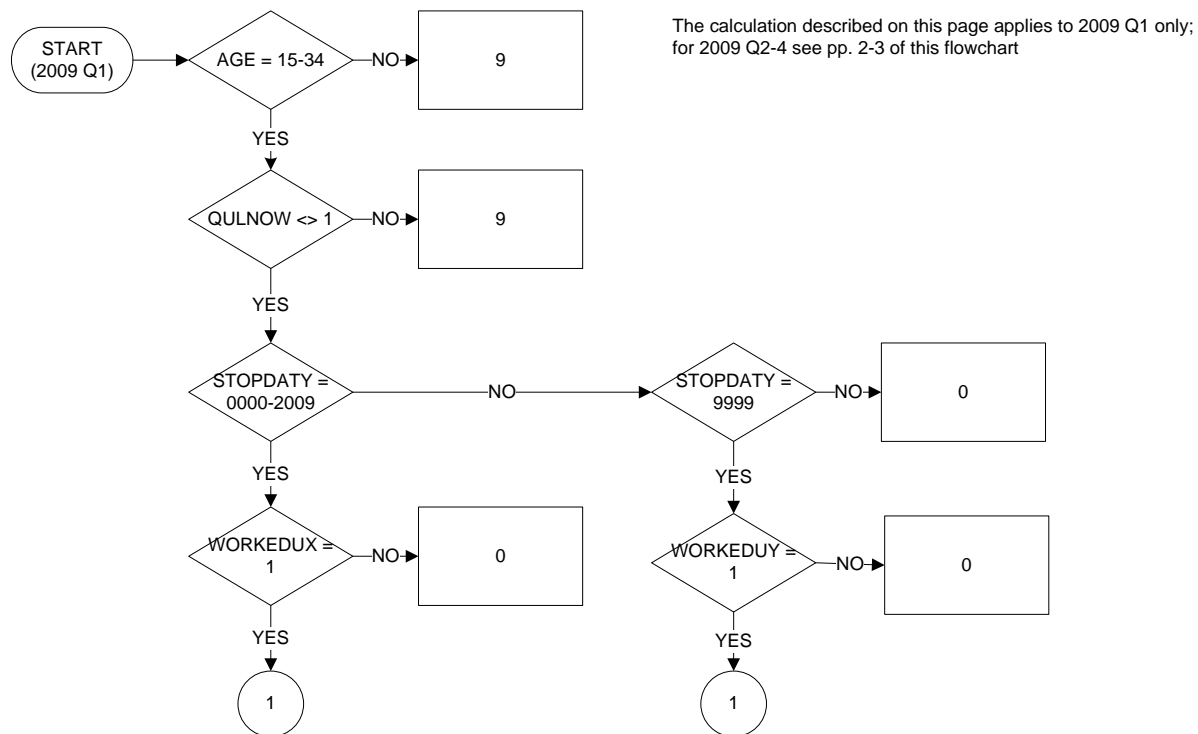 The calculation described on this page applies to 2009 Q1 only;
for 2009 Q2-4 see pp. 2-3 of this flowchart
START
(2009 Q1)
AGE = 15-34
NO
9
YES
QULNOW <> 1
NO
9
YES
STOPDATY =
0000-2009
NO
STOPDATY =
9999
NO
0
YES
YES
WORKEDUX =
1
NO
0
WORKEDUY =
1
NO
0
YES
YES
1
1